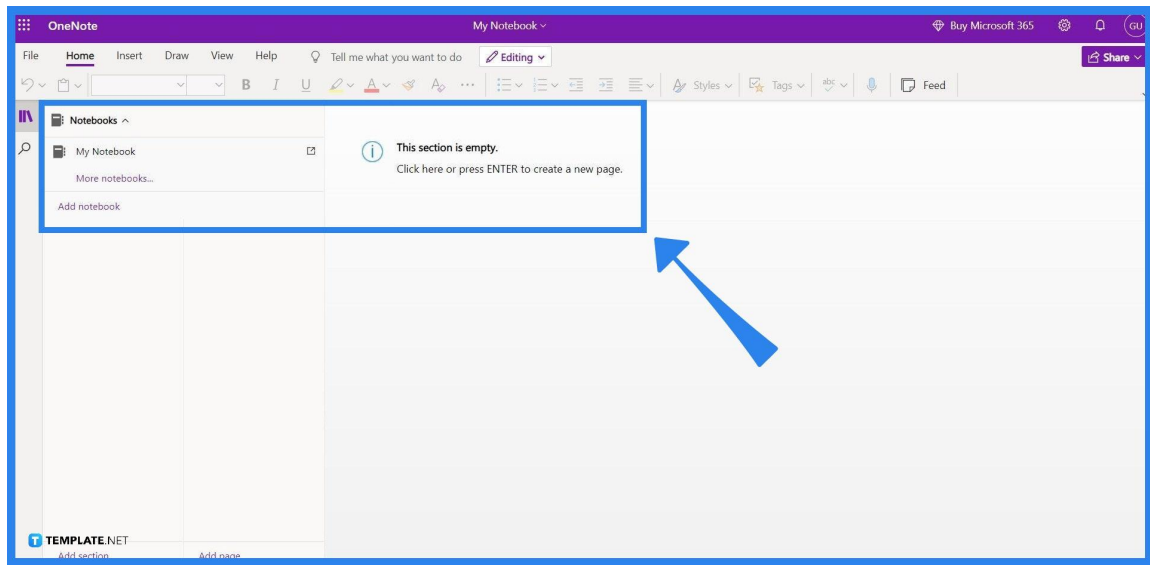 OneNote My Notebook Buy Microsoft 365 GU
File Home Insert Draw View Help Tell me what you want to do Editing Share
B I U A A Styles Tags abc Feed
Notebooks
My Notebook
More notebooks...
Add notebook
This section is empty.
Click here or press ENTER to create a new page.
T TEMPLATE.NET
Add section Add page